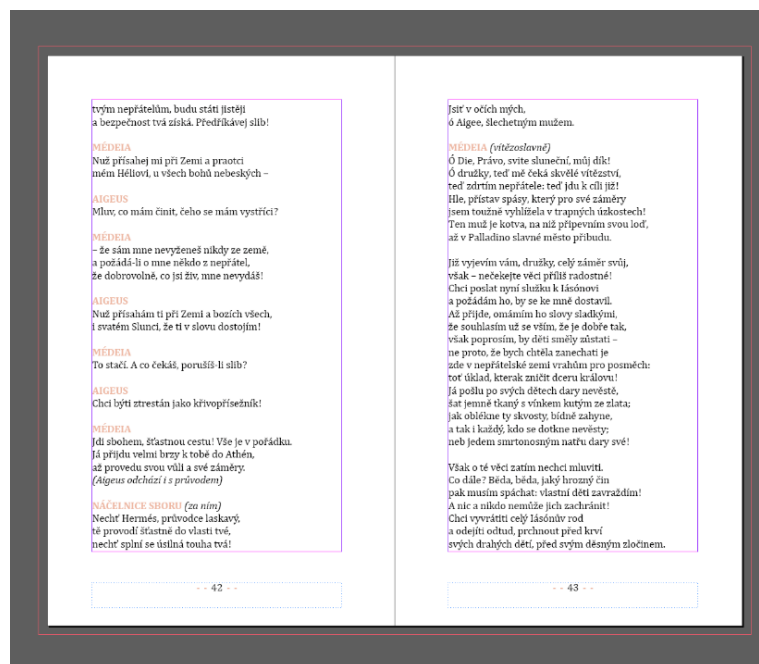 tvým nepřátelům, budu státi jistěji
a bezpečnost tvá získá. Předříkávej slib!
MÉDEIA
Nuž přísahej mi při Zemi a praotci
mém Héliovi, u všech bohů nebeských –
AIGEUS
Mluv, co mám činit, čeho se mám vystříci?
MÉDEIA
– že sám mne nevyženeš nikdy ze země,
a požádá-li o mne někdo z nepřátel,
že dobrovolně, co jsi živ, mne nevydáš!
AIGEUS
Nuž přísahám ti při Zemi a bozích všech,
i svatém Slunci, že ti v slovu dostojím!
MÉDEIA
To stačí. A co čekáš, porušíš-li slib?
AIGEUS
Chci býti ztrestán jako křivopřísežník!
MÉDEIA
Jdi sbohem, šťastnou cestu! Vše je v pořádku.
Já přijdu velmi brzy k tobě do Athén,
až provedu svou vůli a své záměry.
(Aigeus odchází i s průvodem)
NÁČELNICE SBORU (za ním)
Nechť Hermés, průvodce laskavý,
tě provodí šťastně do vlasti tvé,
nechť splní se úsilná touha tvá!
- - 42 - -
Jsiť v očích mých,
ó Aigee, šlechetným mužem.
MÉDEIA (vítězoslavně)
Ó Die, Právo, svite sluneční, můj dík!
Ó družky, teď mě čeká skvělé vítězství,
teď zdrtím nepřátele: teď jdu k cíli již!
Hle, přístav spásy, který pro své záměry
jsem toužně vyhlížela v trapných úzkostech!
Ten muž je kotva, na niž připevním svou loď,
až v Palladino slavné město přibudu.
Již vyjevím vám, družky, celý záměr svůj,
však – nečekejte věci příliš radostné!
Chci poslat nyní služku k Iásónovi
a požádám ho, by se ke mně dostavil.
Až přijde, omámím ho slovy sladkými,
že souhlasím už se vším, že je dobře tak,
však poprosím, by děti směly zůstati –
ne proto, že bych chtěla zanechati je
zde v nepřátelské zemi vrahům pro posměch:
toť úklad, kterak zničit dceru královu!
Já pošlu po svých dětech dary nevěstě,
šat jemně tkaný s vínkem kutým ze zlata;
jak oblékne ty skvosty, bídně zahyne,
a tak i každý, kdo se dotkne nevěsty;
neb jedem smrtonosným natřu dary své!
Však o té věci zatím nechci mluviti.
Co dále? Běda, běda, jaký hrozný čin
pak musím spáchat: vlastní děti zavraždím!
A nic a nikdo nemůže jich zachránit!
Chci vyvrátiti celý Iásónův rod
a odejíti odtud, prchnout před krví
svých drahých dětí, před svým děsným zločinem.
- - 43 - -